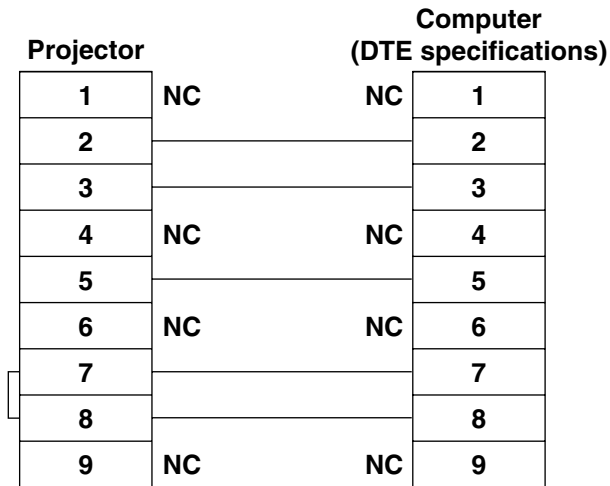 Computer
Projector (DTE specifications)
1 NC NC 1
2 2
3 3
4 NC NC 4
5 5
6 NC NC 6
7 7
8 8
9 NC NC 9